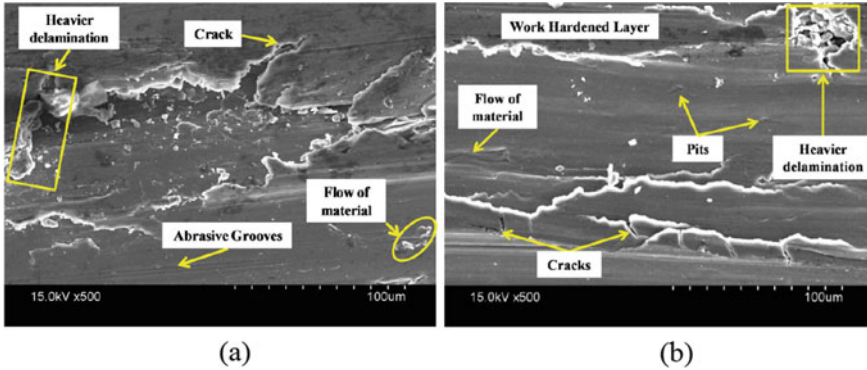 Heavier
delamination
Crack
Flow of
material
Abrasive Grooves
15.0kV x500
100um
(a)
Work Hardened Layer
Flow of
material
Pits
Heavier
delamination
Cracks
15.0kV x500
100um
(b)